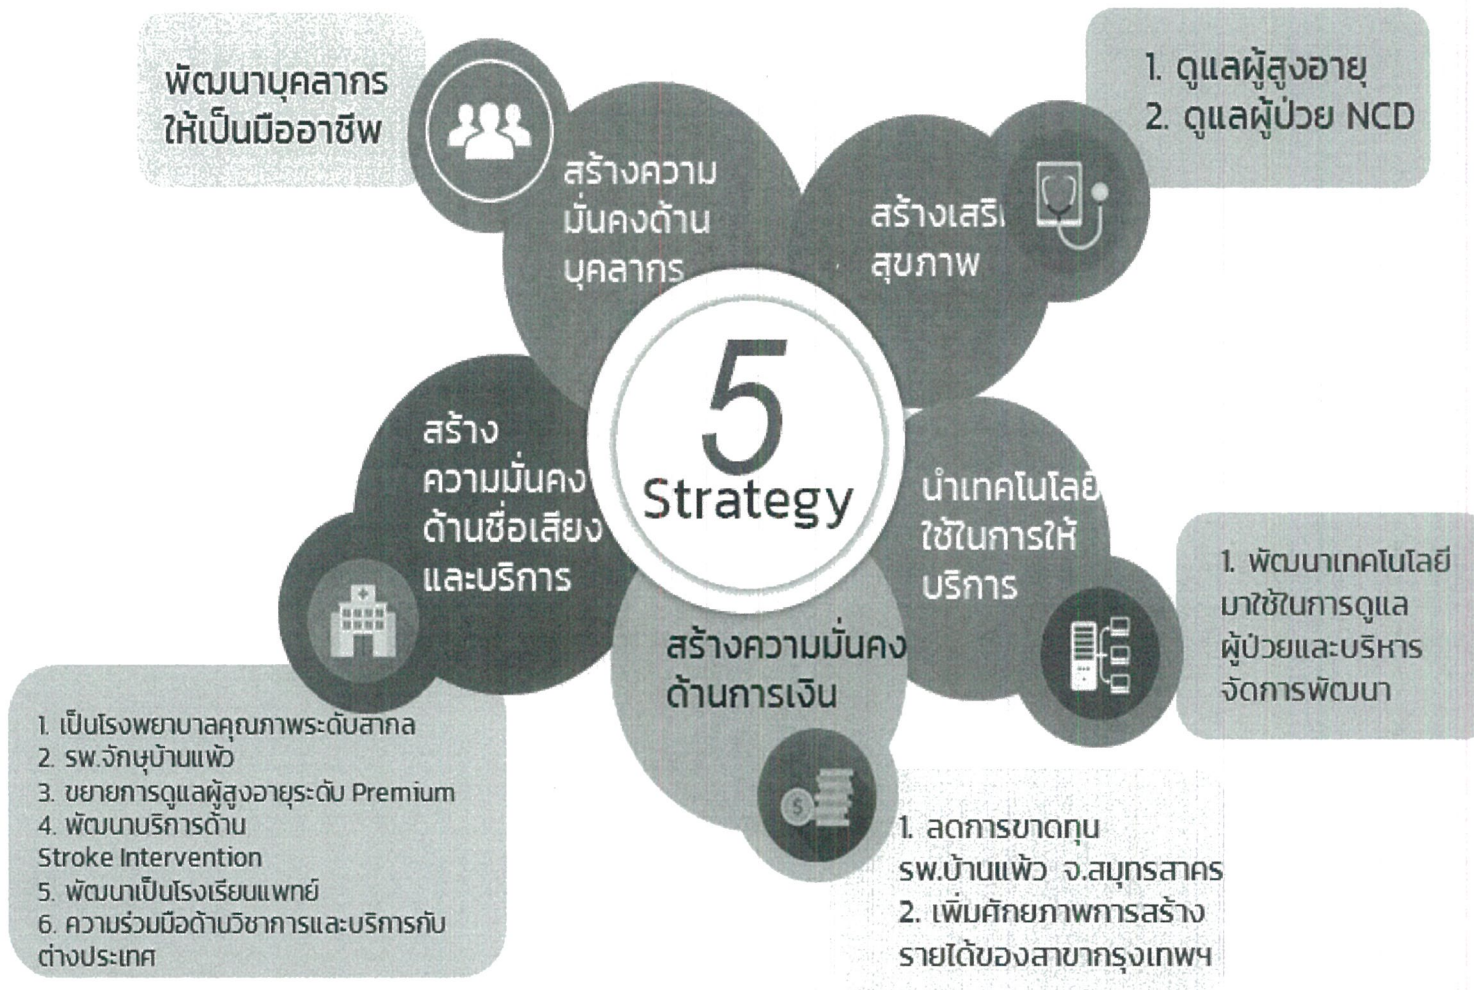 พัฒนาบุคลากร
ให้เป็นมืออาชีพ
สร้างความ
มั่นคงด้าน
บุคลากร
สร้างเสริ
สุขภาพ
1. ดูแลผู้สูงอายุ
2. ดูแลผู้ป่วย NCD
5
Strategy
สร้าง
ความมั่นคง
ด้านชื่อเสียง
และบริการ
นำเทคโนโลยี
ใช้ในการให้
บริการ
1. พัฒนาเทคโนโลยี
มาใช้ในการดูแล
ผู้ป่วยและบริหาร
จัดการพัฒนา
สร้างความมั่นคง
ด้านการเงิน
1. เป็นโรงพยาบาลคุณภาพระดับสากล
2. รพ.จักษุบ้านแพ้ว
3. ขยายการดูแลผู้สูงอายุระดับ Premium
4. พัฒนาบริการด้าน
Stroke Intervention
5. พัฒนาเป็นโรงเรียนแพทย์
6. ความร่วมมือด้านวิชาการและบริการกับ
ต่างประเทศ
1. ลดการขาดทุน
รพ.บ้านแพ้ว จ.สมุทรสาคร
2. เพิ่มศักยภาพการสร้าง
รายได้ของสาขากรุงเทพฯ